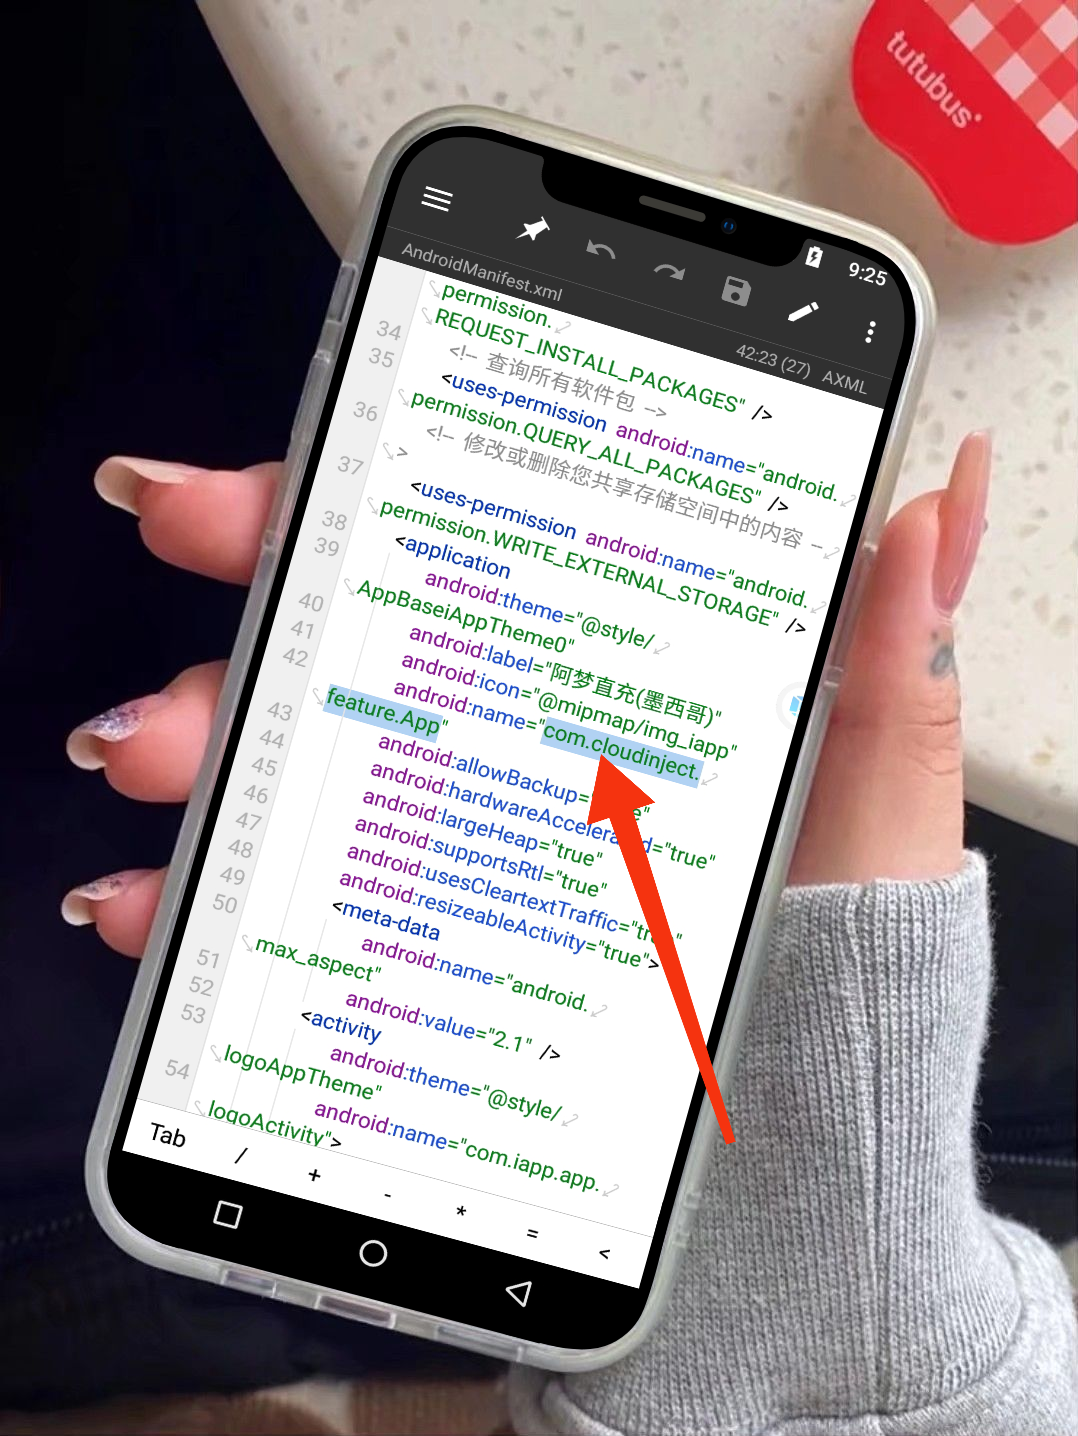 tutubus
9:25
AndroidManifest.xml
42:23 (27) AXML
permission.
34 REQUEST_INSTALL_PACKAGES" />
35 <!— 查询所有软件包 —>
<uses-permission android:name="android.
36 permission.QUERY_ALL_PACKAGES" />
<!— 修改或删除您共享存储空间中的内容 –
37 >
<uses-permission android:name="android.
38 permission.WRITE_EXTERNAL_STORAGE" />
39 <application
android:theme="@style/
40 AppBaseiAppTheme0"
41 android:label="阿梦直充(墨西哥)"
42 android:icon="@mipmap/img_iapp"
android:name="com.cloudinject.
43 feature.App"
44 android:allowBackup="
45 android:hardwareAccelerated="true"
46 android:largeHeap="true"
47 android:supportsRtl="true"
48 android:usesCleartextTraffic="
49 android:resizeableActivity="true">
50 <meta-data
android:name="android.
51 max_aspect"
52 android:value="2.1" />
53 <activity
android:theme="@style/
54 logoAppTheme"
android:name="com.iapp.app.
logoActivity">
Tab / + - * = <